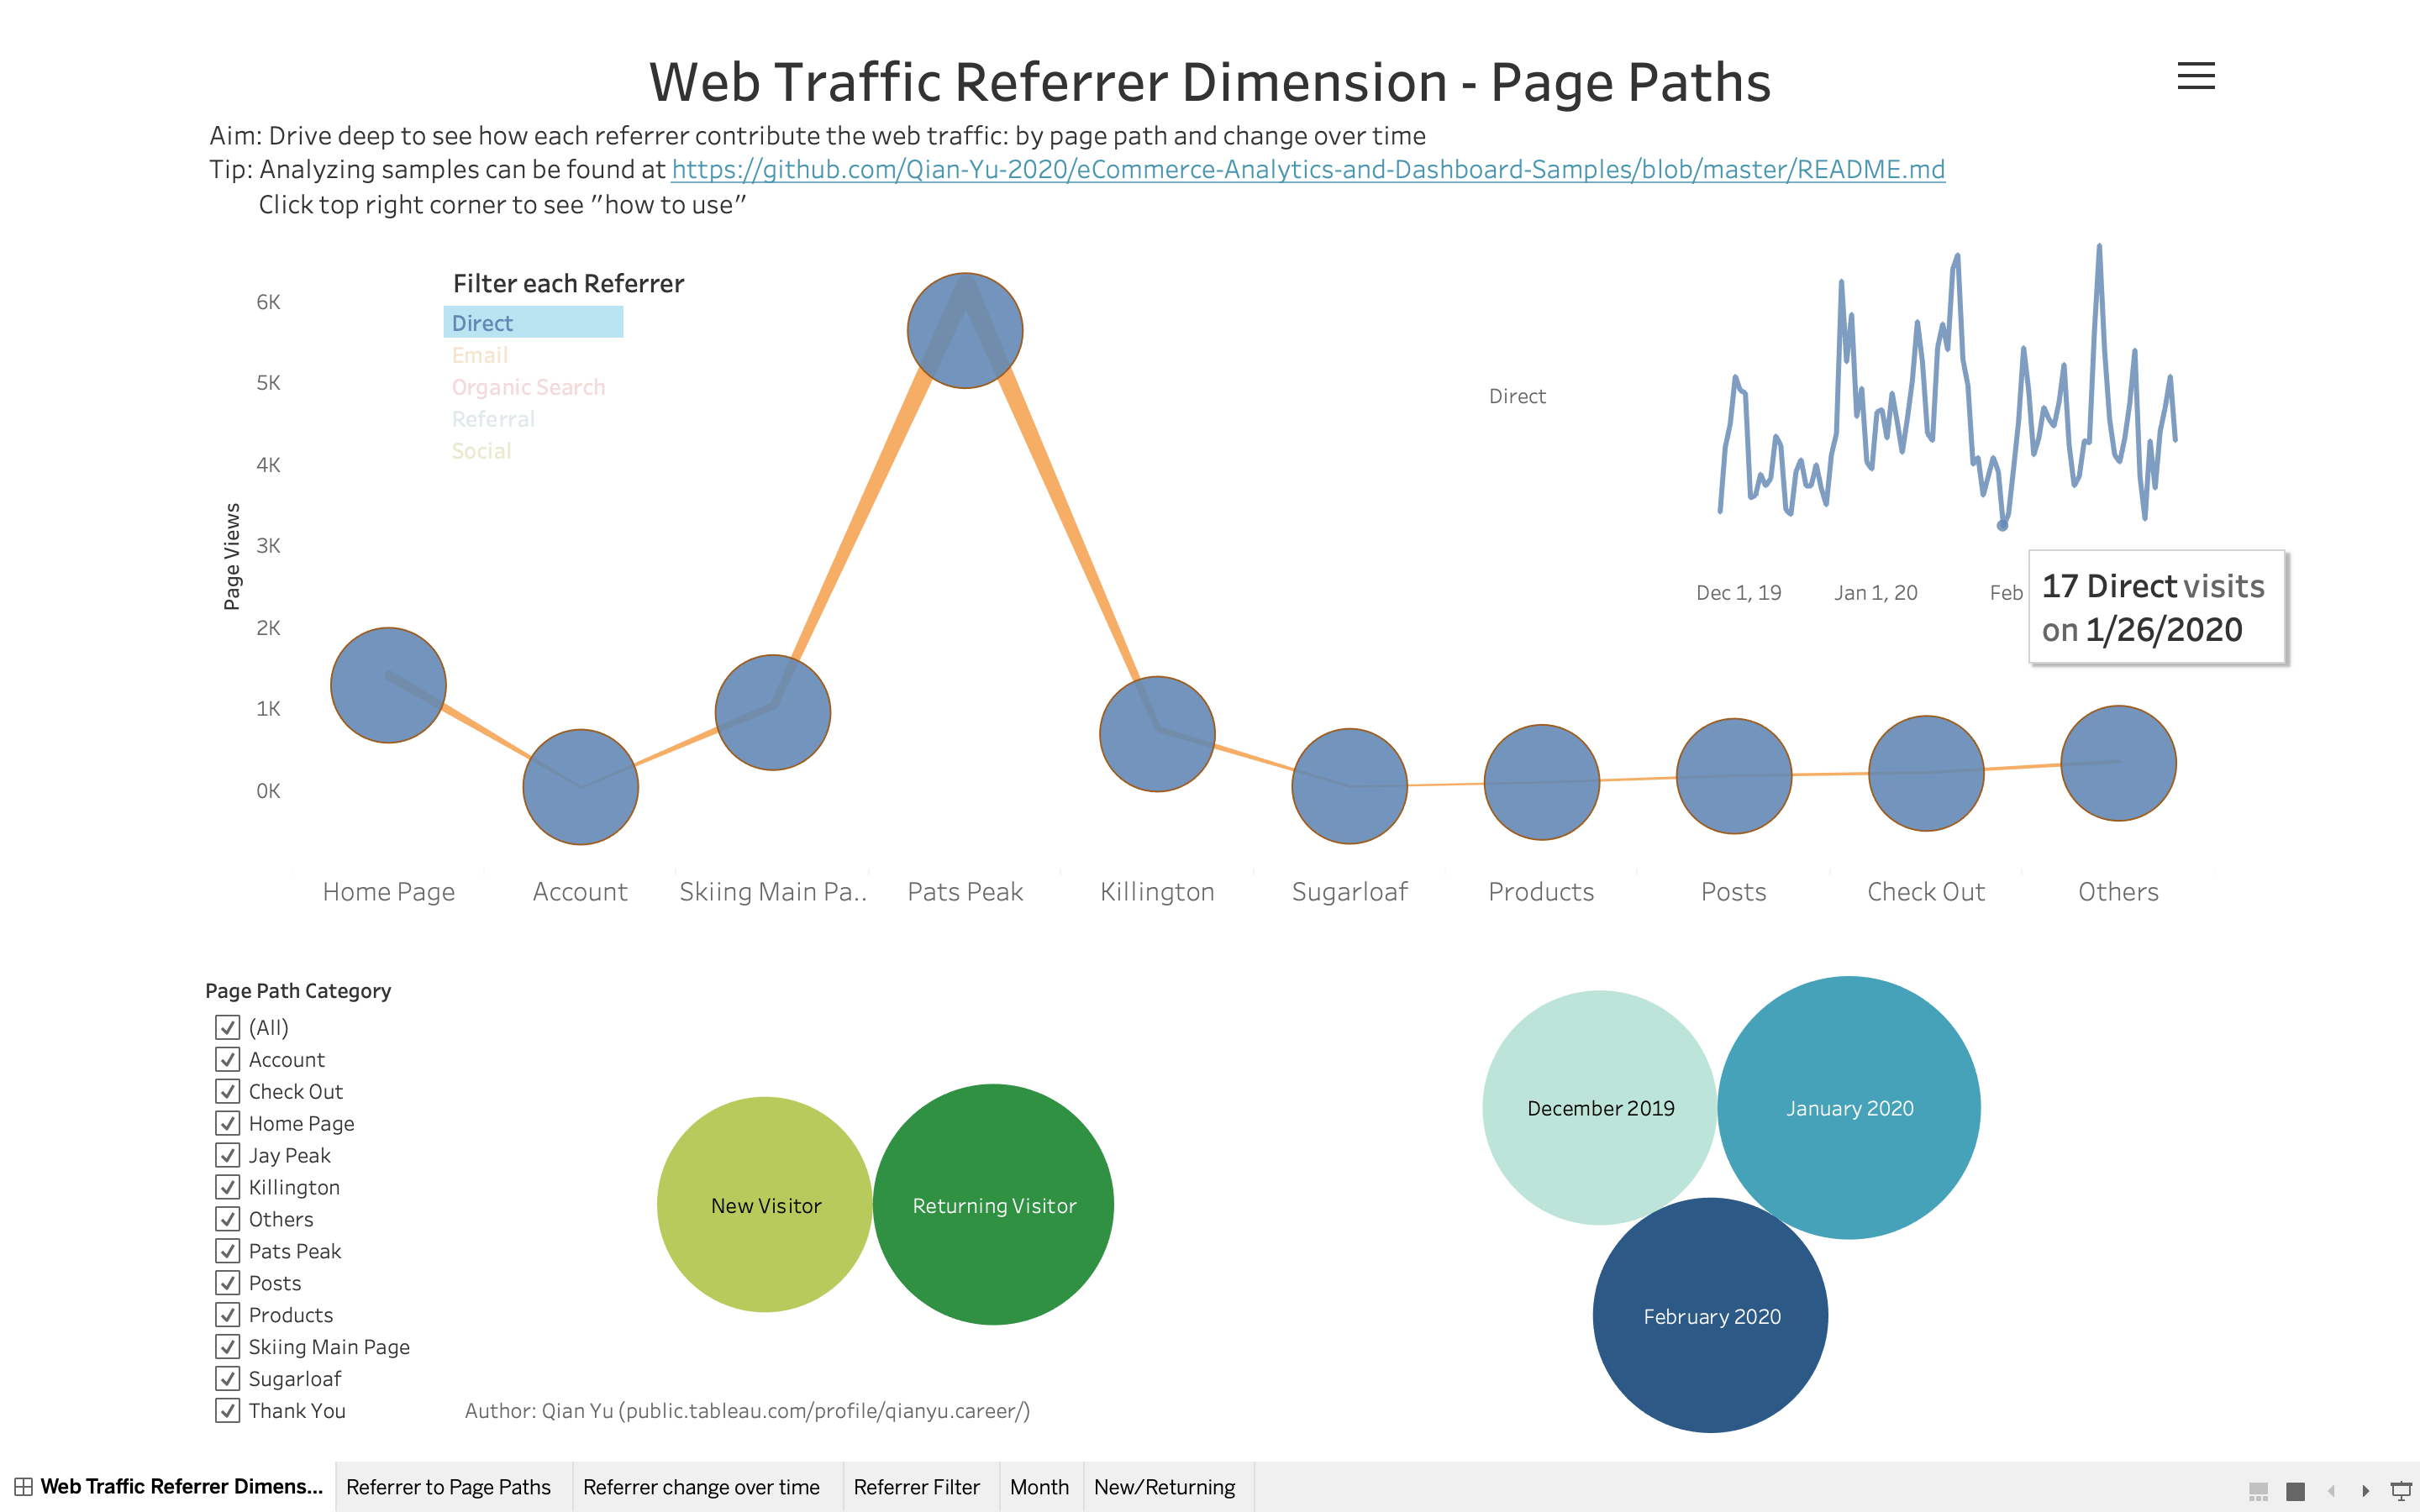 Web Traffic Referrer Dimension - Page Paths
Aim: Drive deep to see how each referrer contribute the web traffic: by page path and change over time
Tip: Analyzing samples can be found at https://github.com/Qian-Yu-2020/eCommerce-Analytics-and-Dashboard-Samples/blob/master/README.md
Click top right corner to see "how to use"
Filter each Referrer
Direct
Email
Organic Search
Referral
Social
6K
5K
4K
3K
2K
1K
0K
Page Views
Home Page
Account
Skiing Main Pa..
Pats Peak
Killington
Sugarloaf
Products
Posts
Check Out
Others
Direct
Dec 1, 19
Jan 1, 20
Feb
17 Direct visits
on 1/26/2020
Page Path Category
(All)
Account
Check Out
Home Page
Jay Peak
Killington
Others
Pats Peak
Posts
Products
Skiing Main Page
Sugarloaf
Thank You
New Visitor
Returning Visitor
December 2019
January 2020
February 2020
Author: Qian Yu (public.tableau.com/profile/qianyu.career/)
Web Traffic Referrer Dimens...
Referrer to Page Paths
Referrer change over time
Referrer Filter
Month
New/Returning